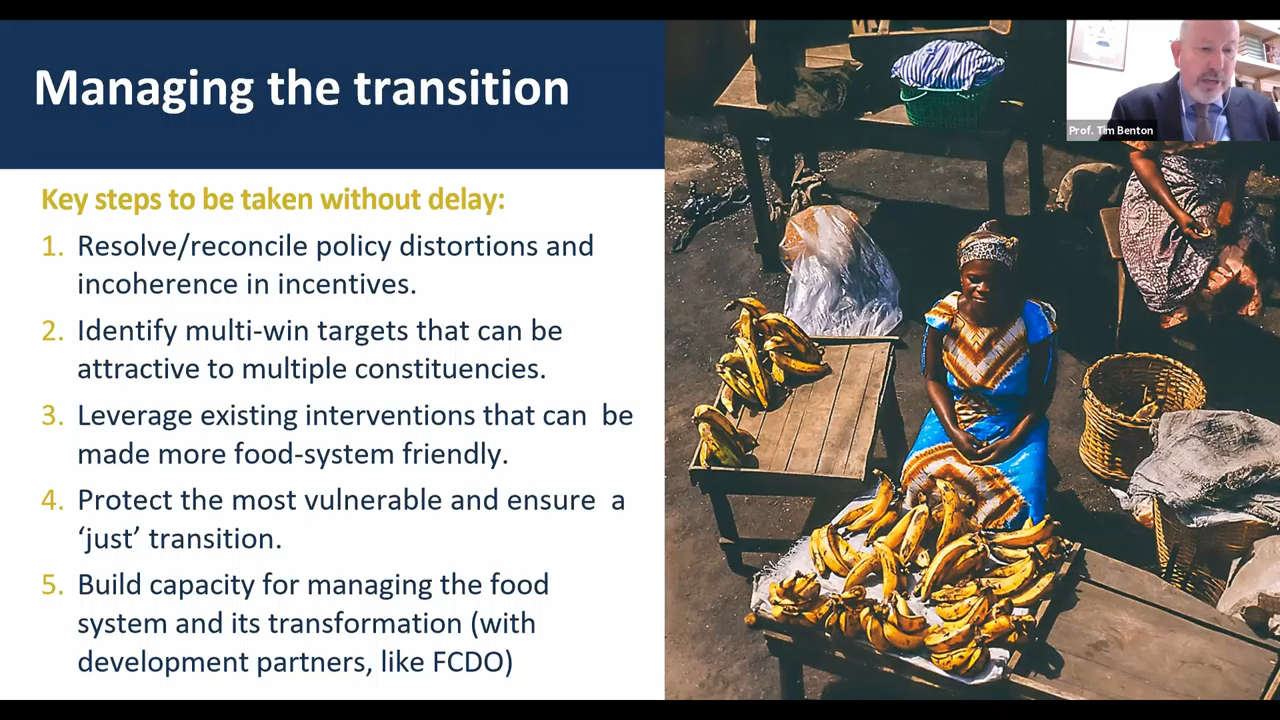 Managing the transition
Key steps to be taken without delay:
1. Resolve/reconcile policy distortions and
incoherence in incentives.
2. Identify multi-win targets that can be
attractive to multiple constituencies.
3. Leverage existing interventions that can be
made more food-system friendly.
4. Protect the most vulnerable and ensure a
‘just’ transition.
5. Build capacity for managing the food
system and its transformation (with
development partners, like FCDO)
Prof. Tim Benton